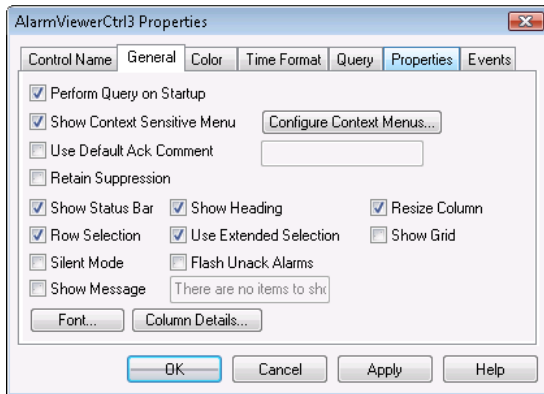 AlarmViewerCtrl3 Properties
Control Name General Color Time Format Query Properties Events
Perform Query on Startup
Show Context Sensitive Menu Configure Context Menus...
Use Default Ack Comment
Retain Suppression
Show Status Bar Show Heading Resize Column
Row Selection Use Extended Selection Show Grid
Silent Mode Flash Unack Alarms
Show Message There are no items to
Font... Column Details...
OK Cancel Apply Help